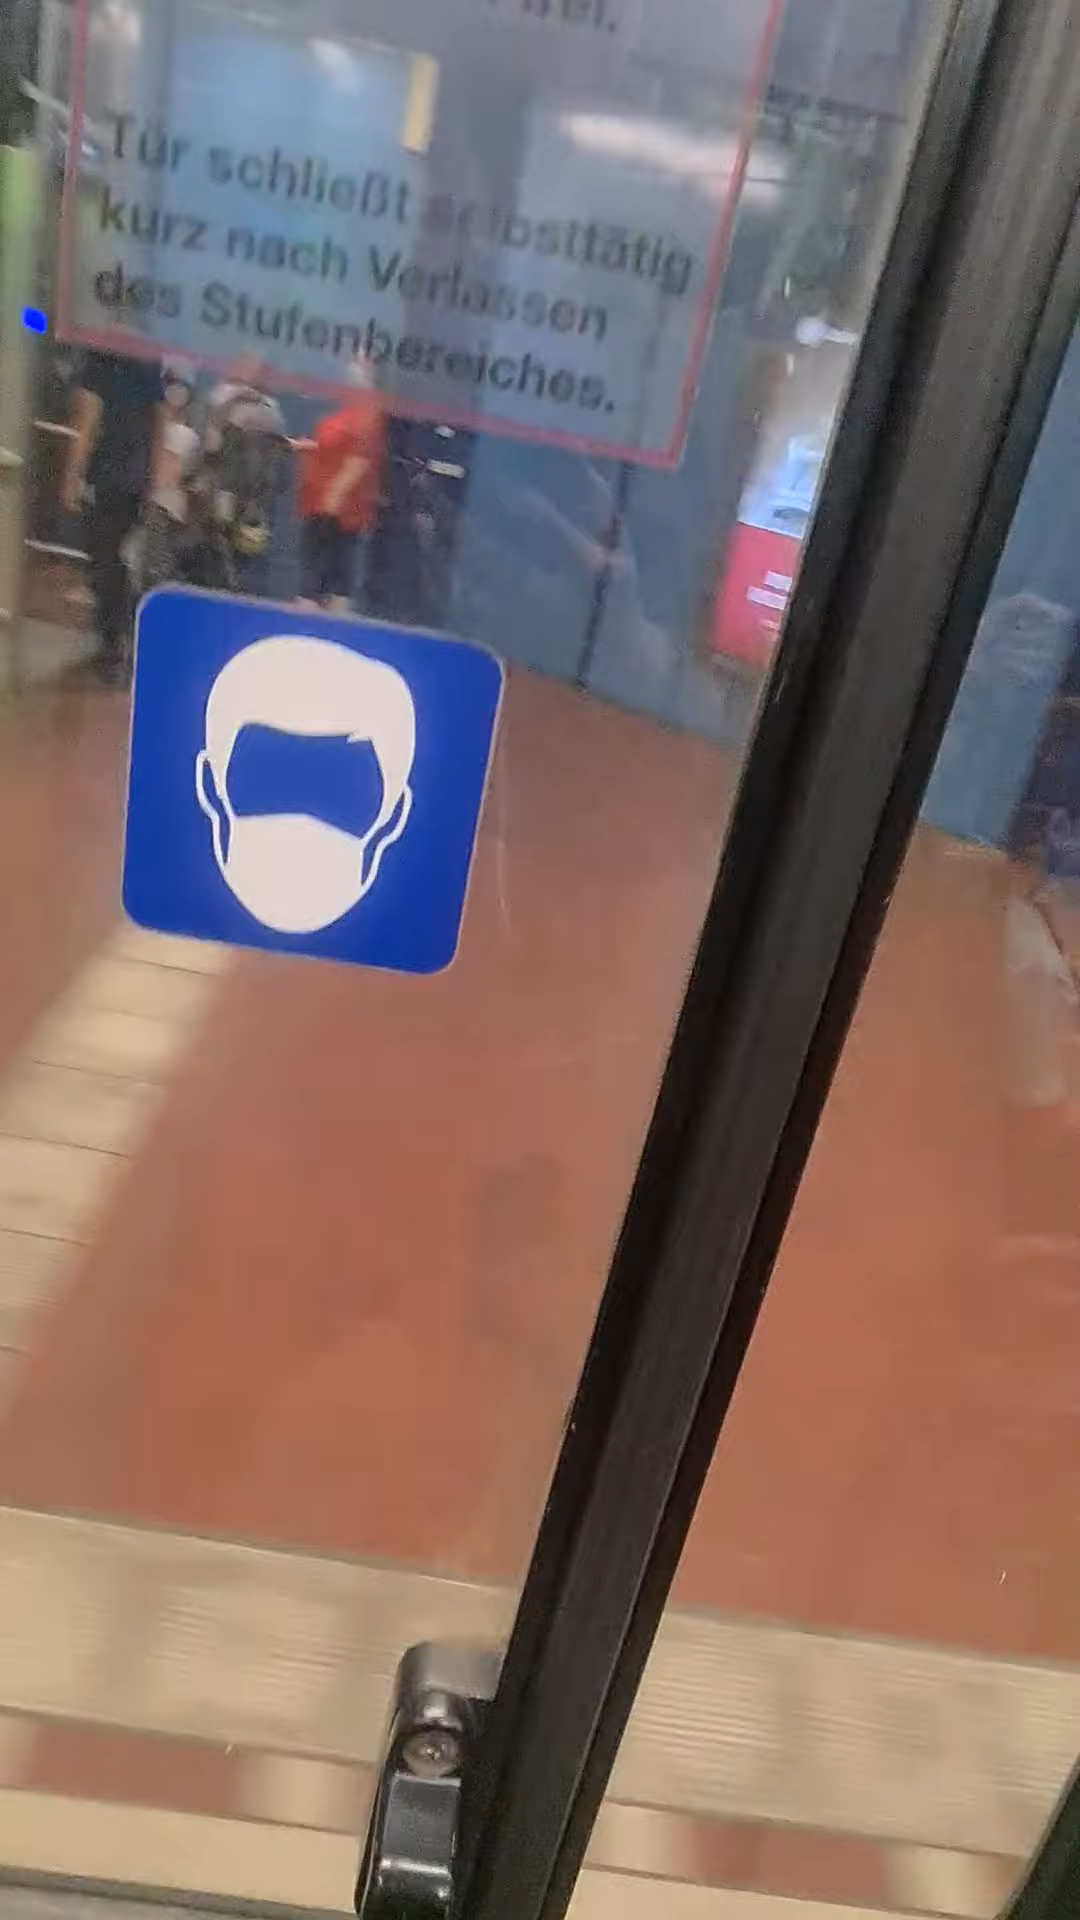 Tür schließt selbsttätig
kurz nach Verlassen
des Stufenbereiches.